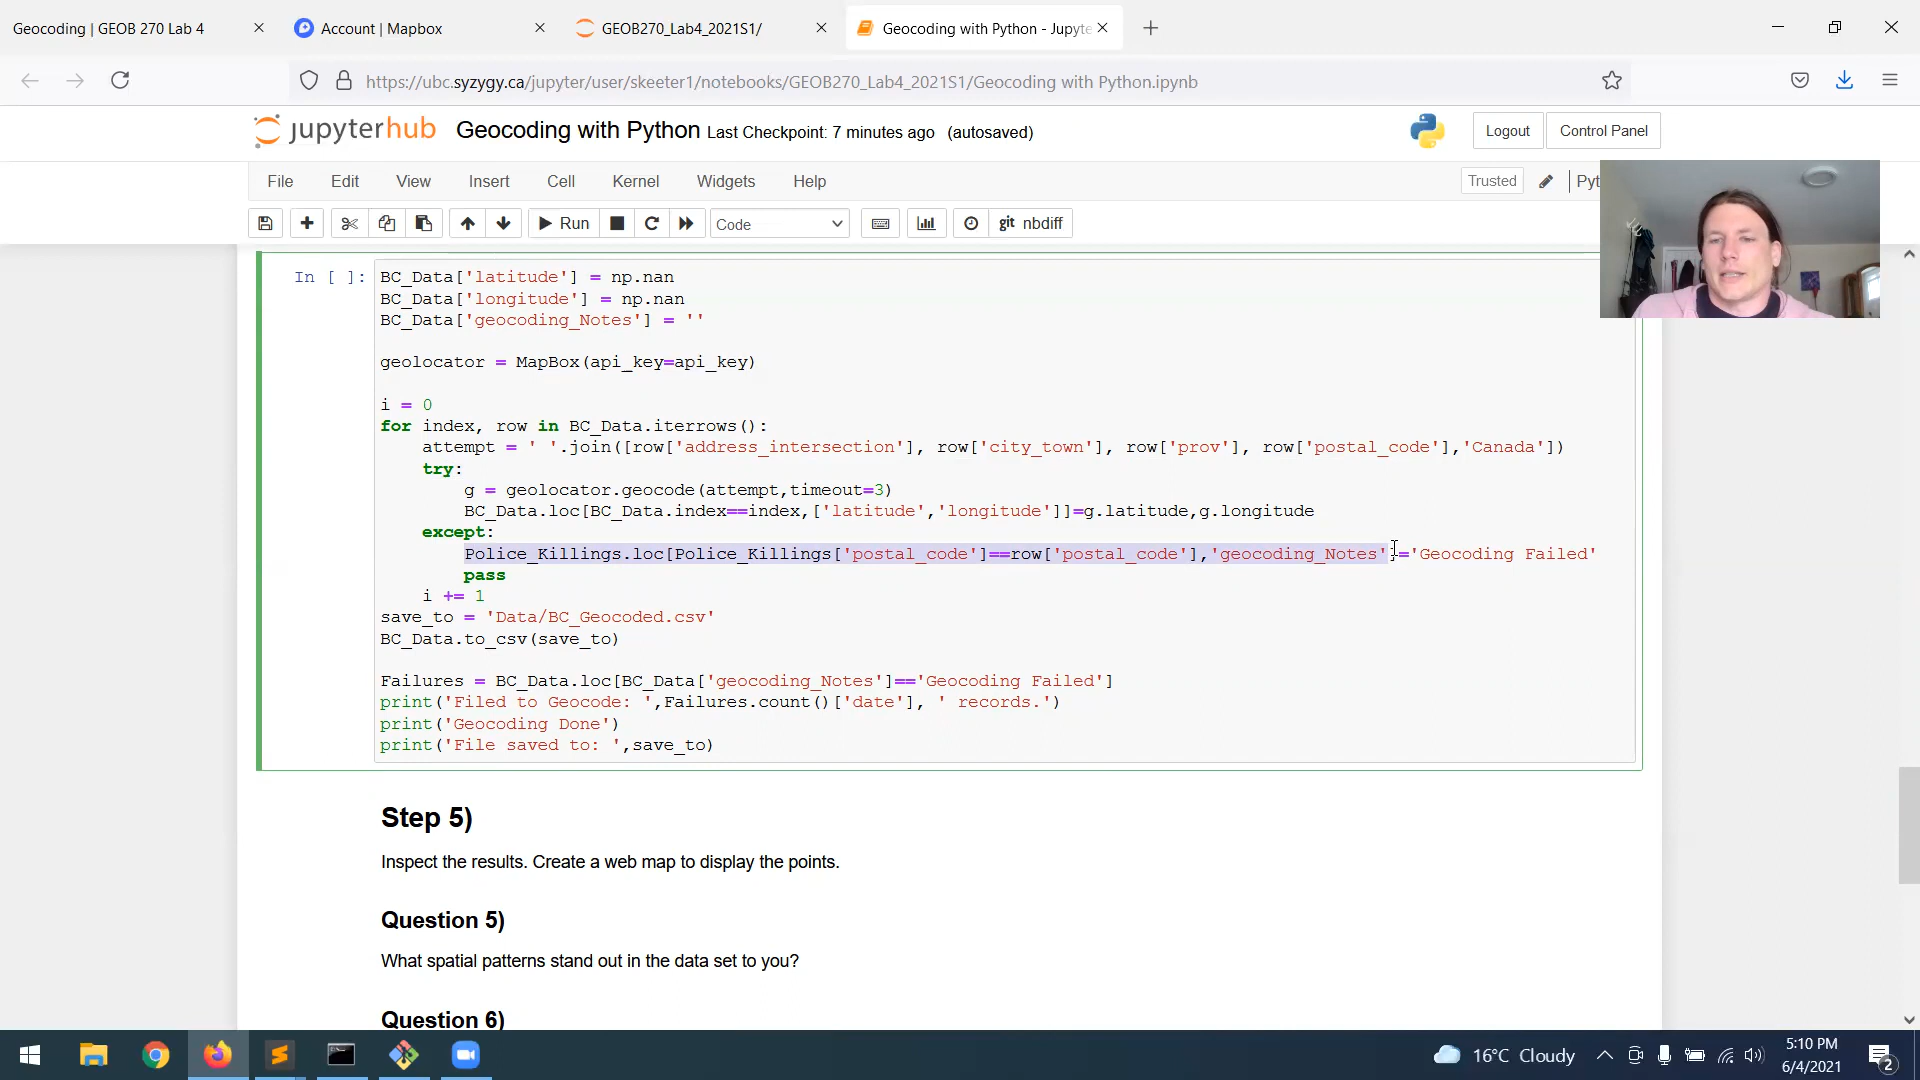 Geocoding | GEOB 270 Lab 4
Account | Mapbox
GEOB270_Lab4_2021S1/
Geocoding with Python - Jupyte
https://ubc.syzygy.ca/jupyter/user/skeeter1/notebooks/GEOB270_Lab4_2021S1/Geocoding with Python.ipynb
jupyterhub Geocoding with Python Last Checkpoint: 7 minutes ago (autosaved)
Logout Control Panel
File Edit View Insert Cell Kernel Widgets Help
Trusted Pyt
Run Code git nbdiff
In [ ]: BC_Data['latitude'] = np.nan
BC_Data['longitude'] = np.nan
BC_Data['geocoding_Notes'] = ''
geolocator = MapBox(api_key=api_key)
i = 0
for index, row in BC_Data.iterrows():
attempt = ' '.join([row['address_intersection'], row['city_town'], row['prov'], row['postal_code'],'Canada'])
try:
g = geolocator.geocode(attempt,timeout=3)
BC_Data.loc[BC_Data.index==index,['latitude','longitude']]=g.latitude,g.longitude
except:
Police_Killings.loc[Police_Killings['postal_code']==row['postal_code'],'geocoding_Notes']='Geocoding Failed'
pass
i += 1
save_to = 'Data/BC_Geocoded.csv'
BC_Data.to_csv(save_to)
Failures = BC_Data.loc[BC_Data['geocoding_Notes']=='Geocoding Failed']
print('Filed to Geocode: ',Failures.count()['date'], ' records.')
print('Geocoding Done')
print('File saved to: ',save_to)
Step 5)
Inspect the results. Create a web map to display the points.
Question 5)
What spatial patterns stand out in the data set to you?
Question 6)
16°C Cloudy
5:10 PM
6/4/2021
2